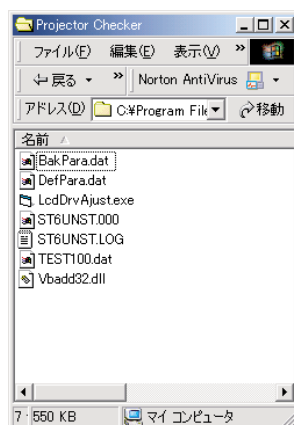 Projector Checker
ファイル(F) 編集(E) 表示(V) »
戻る » Norton AntiVirus
アドレス(D) C:¥Program File 移動
名前
BakPara.dat
DefPara.dat
LcdDrvAjust.exe
ST6UNST.000
ST6UNST.LOG
TEST100.dat
Vbadd32.dll
7 550 KB マイ コンピュータ